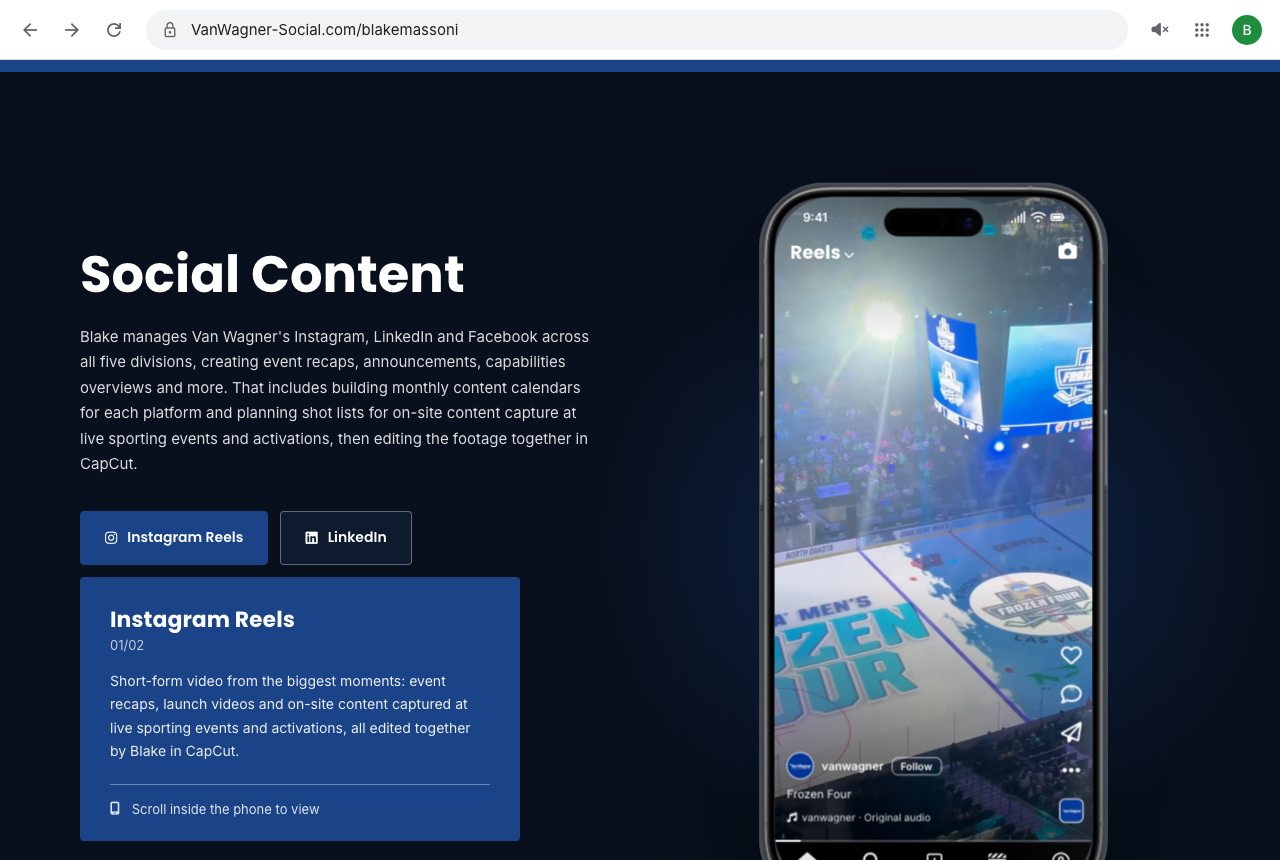 VanWagner-Social.com/blakemassoni
B
Social Content
Blake manages Van Wagner's Instagram, LinkedIn and Facebook across
all five divisions, creating event recaps, announcements, capabilities
overviews and more. That includes building monthly content calendars
for each platform and planning shot lists for on-site content capture at
live sporting events and activations, then editing the footage together in
CapCut.
Instagram Reels
LinkedIn
Instagram Reels
01/02
Short-form video from the biggest moments: event
recaps, launch videos and on-site content captured at
live sporting events and activations, all edited together
by Blake in CapCut.
Scroll inside the phone to view
9:41
Reels
NORTH DAKOTA
FROZEN FOUR
LAS VE
MEN'S
OZEN
OUR
vanwagner
Follow
Frozen Four
vanwagner · Original audio